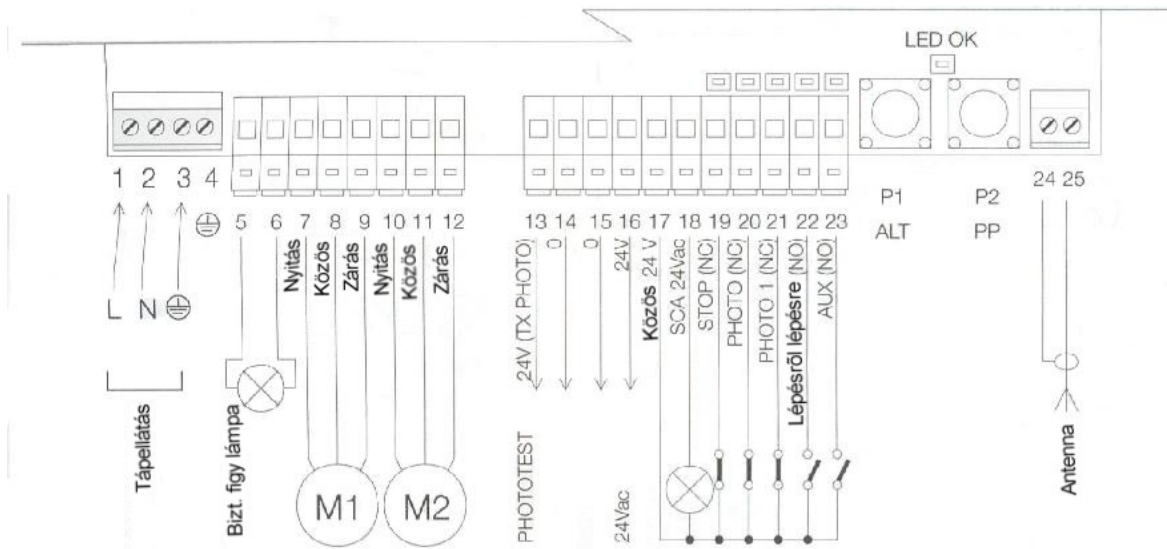 LED OK
1 2 3 4
5 6 7 8 9 10 11 12
13 14 15 16 17 18 19 20 21 22 23
P1
ALT
P2
PP
24 25
L N
Tápellátás
Bizt. figy lámpa
Nyitás
Közös
Zárás
Nyitás
Közös
Zárás
M1
M2
24V (TX PHOTO)
0
0
24V
PHOTOTEST
24Vac
Közös 24 V
SCA 24Vac
STOP (NC)
PHOTO (NC)
PHOTO 1 (NC)
Lépésről lépésre (NO)
AUX (NO)
Antenna